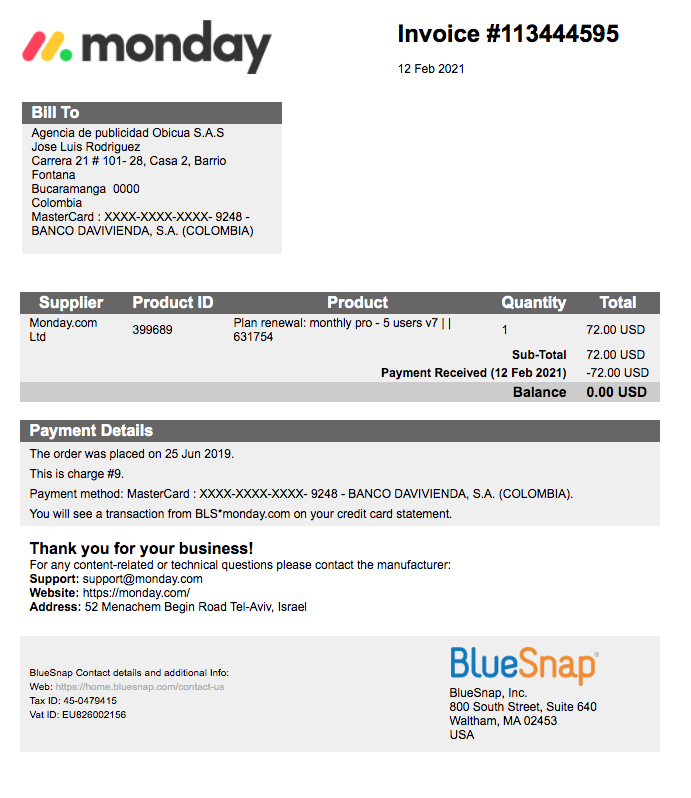 monday
Invoice #113444595
12 Feb 2021
Bill To
Agencia de publicidad Obicua S.A.S
Jose Luis Rodriguez
Carrera 21 # 101- 28, Casa 2, Barrio
Fontana
Bucaramanga 0000
Colombia
MasterCard : XXXX-XXXX-XXXX- 9248 -
BANCO DAVIVIENDA, S.A. (COLOMBIA)
Supplier Product ID Product Quantity Total
Monday.com Ltd 399689 Plan renewal: monthly pro - 5 users v7 | | 631754 1 72.00 USD
Sub-Total 72.00 USD
Payment Received (12 Feb 2021) -72.00 USD
Balance 0.00 USD
Payment Details
The order was placed on 25 Jun 2019.
This is charge #9.
Payment method: MasterCard : XXXX-XXXX-XXXX- 9248 - BANCO DAVIVIENDA, S.A. (COLOMBIA).
You will see a transaction from BLS*monday.com on your credit card statement.
Thank you for your business!
For any content-related or technical questions please contact the manufacturer:
Support: support@monday.com
Website: https://monday.com/
Address: 52 Menachem Begin Road Tel-Aviv, Israel
BlueSnap Contact details and additional Info:
Web: https://home.bluesnap.com/contact-us
Tax ID: 45-0479415
Vat ID: EU826002156
BlueSnap®
BlueSnap, Inc.
800 South Street, Suite 640
Waltham, MA 02453
USA